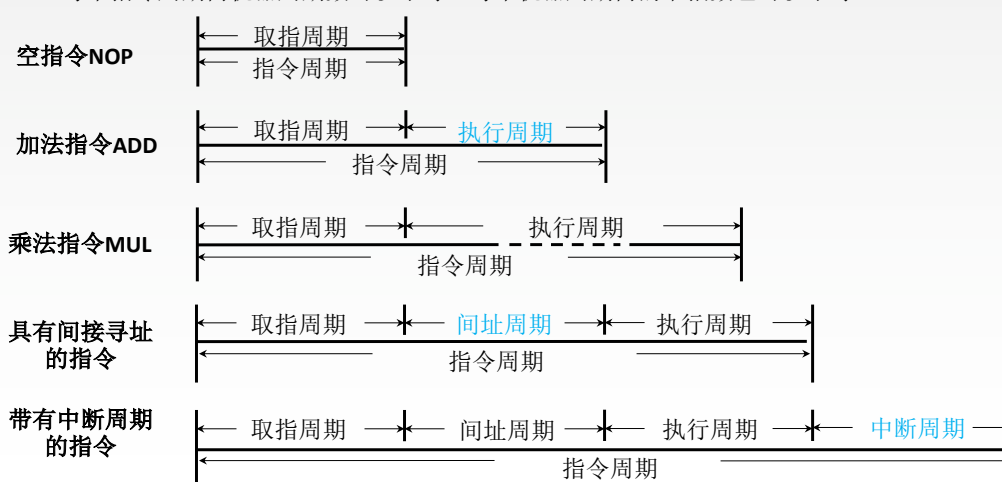 取指周期
空指令NOP
指令周期
取指周期 执行周期
加法指令ADD
指令周期
取指周期 执行周期
乘法指令MUL
指令周期
取指周期 间址周期 执行周期
具有间接寻址
的指令
指令周期
取指周期 间址周期 执行周期 中断周期
带有中断周期
的指令
指令周期